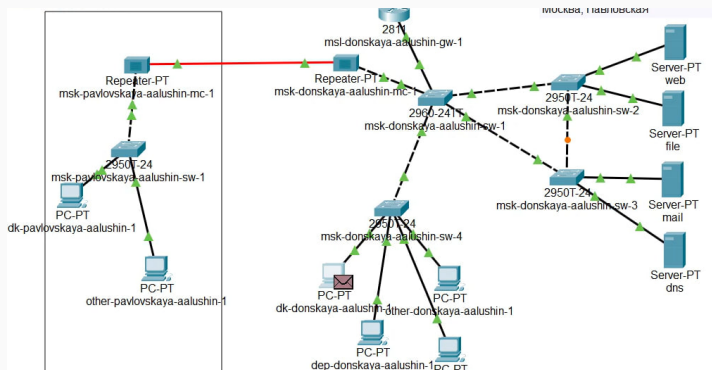 Москва, Павловская
2811
msl-donskaya-aalushin-gw-1
Repeater-PT
msk-pavlovskaya-aalushin-mc-1
Repeater-PT
msk-donskaya-aalushin-mc-1
2960-24TT
msk-donskaya-aalushin-sw-1
2950T-24
msk-donskaya-aalushin-sw-2
Server-PT
web
Server-PT
file
2950T-24
msk-pavlovskaya-aalushin-sw-1
2950T-24
msk-donskaya-aalushin-sw-3
Server-PT
mail
PC-PT
dk-pavlovskaya-aalushin-1
2950T-24
msk-donskaya-aalushin-sw-4
Server-PT
dns
PC-PT
other-pavlovskaya-aalushin-1
PC-PT
dk-donskaya-aalushin-1
PC-PT
other-donskaya-aalushin-1
PC-PT
dep-donskaya-aalushin-1
PC-PT